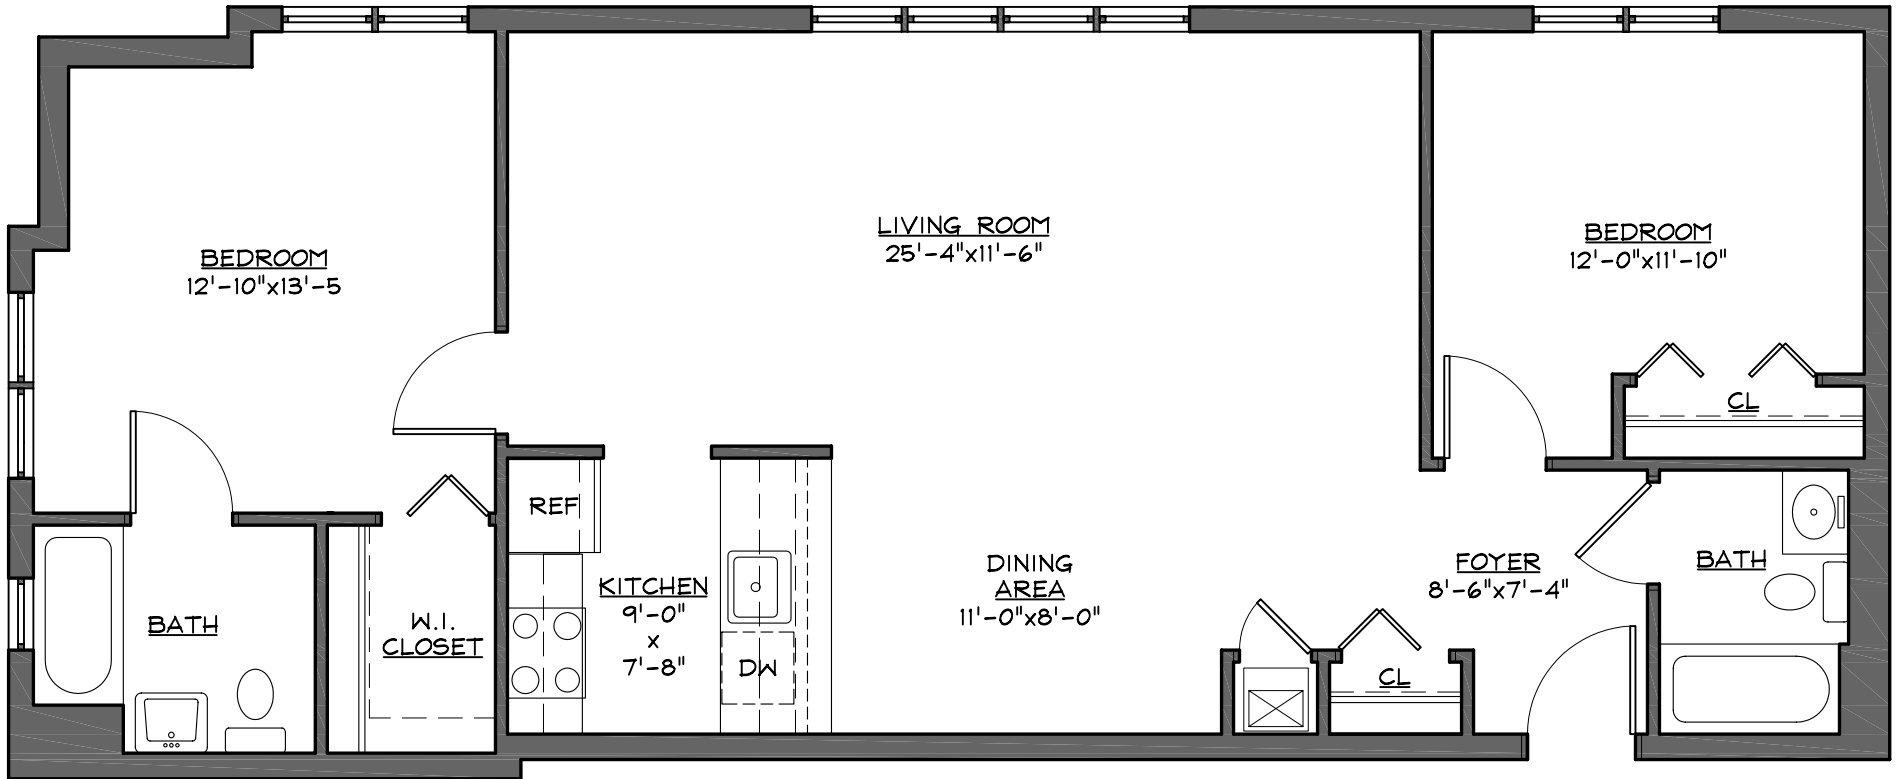 LIVING ROOM
25'-4"x11'-6"
BEDROOM
12'-0"x11'-10"
BEDROOM
12'-10"x13'-5
CL
REF
KITCHEN
9'-0"
x
7'-8"
DW
DINING
AREA
11'-0"x8'-0"
FOYER
8'-6"x7'-4"
BATH
BATH
W.I.
CLOSET
CL